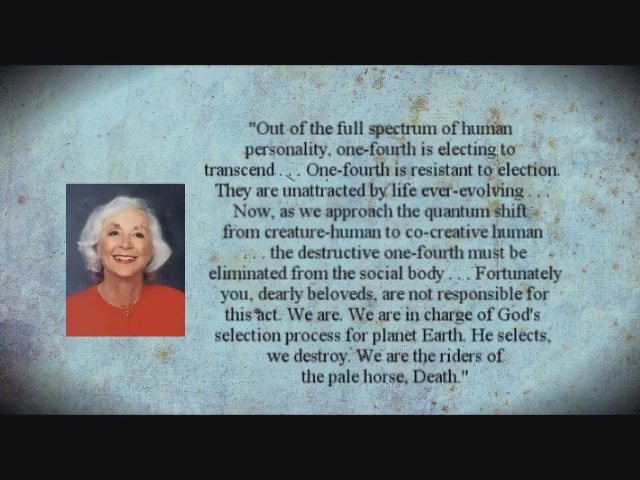 "Out of the full spectrum of human
personality, one-fourth is electing to
transcend . . . One-fourth is resistant to election.
They are unattracted by life ever-evolving . . .
Now, as we approach the quantum shift
from creature-human to co-creative human
. . . the destructive one-fourth must be
eliminated from the social body . . . Fortunately
you, dearly beloveds, are not responsible for
this act. We are. We are in charge of God's
selection process for planet Earth. He selects,
we destroy. We are the riders of
the pale horse, Death."